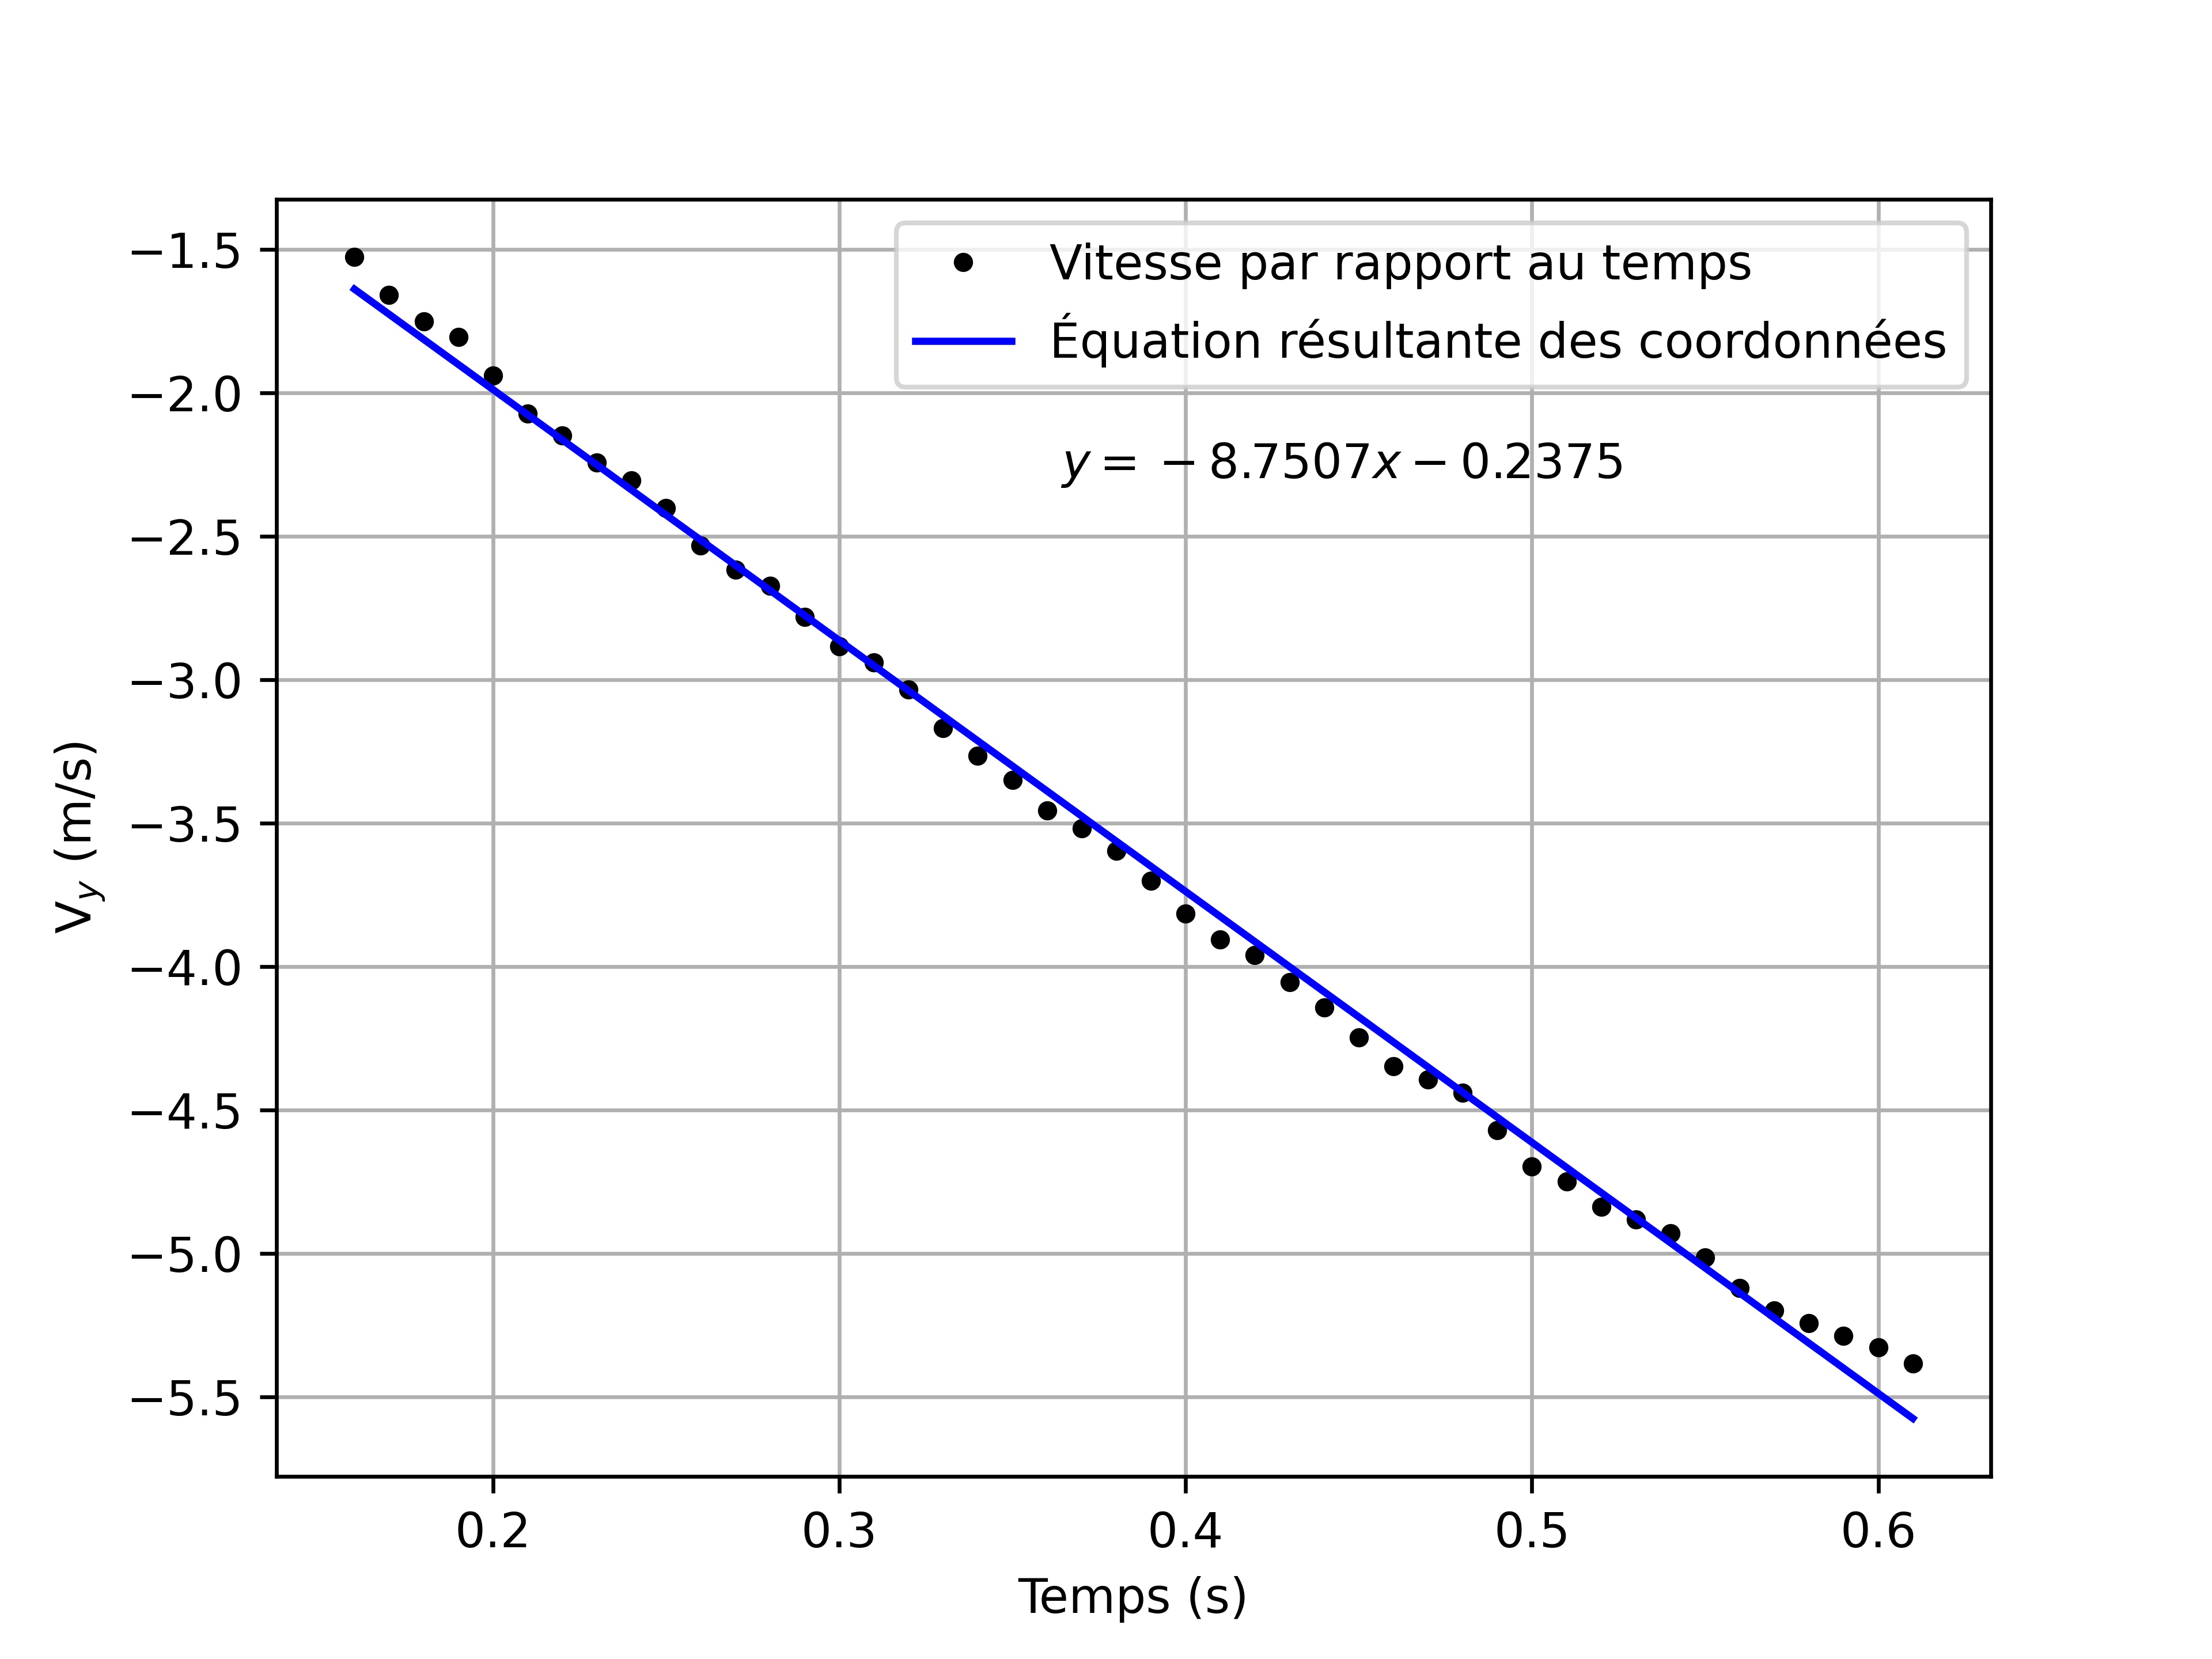 Vitesse par rapport au temps
Équation résultante des coordonnées
y = −8.7507x − 0.2375
−1.5
−2.0
−2.5
−3.0
−3.5
−4.0
−4.5
−5.0
−5.5
V_y (m/s)
0.2 0.3 0.4 0.5 0.6
Temps (s)